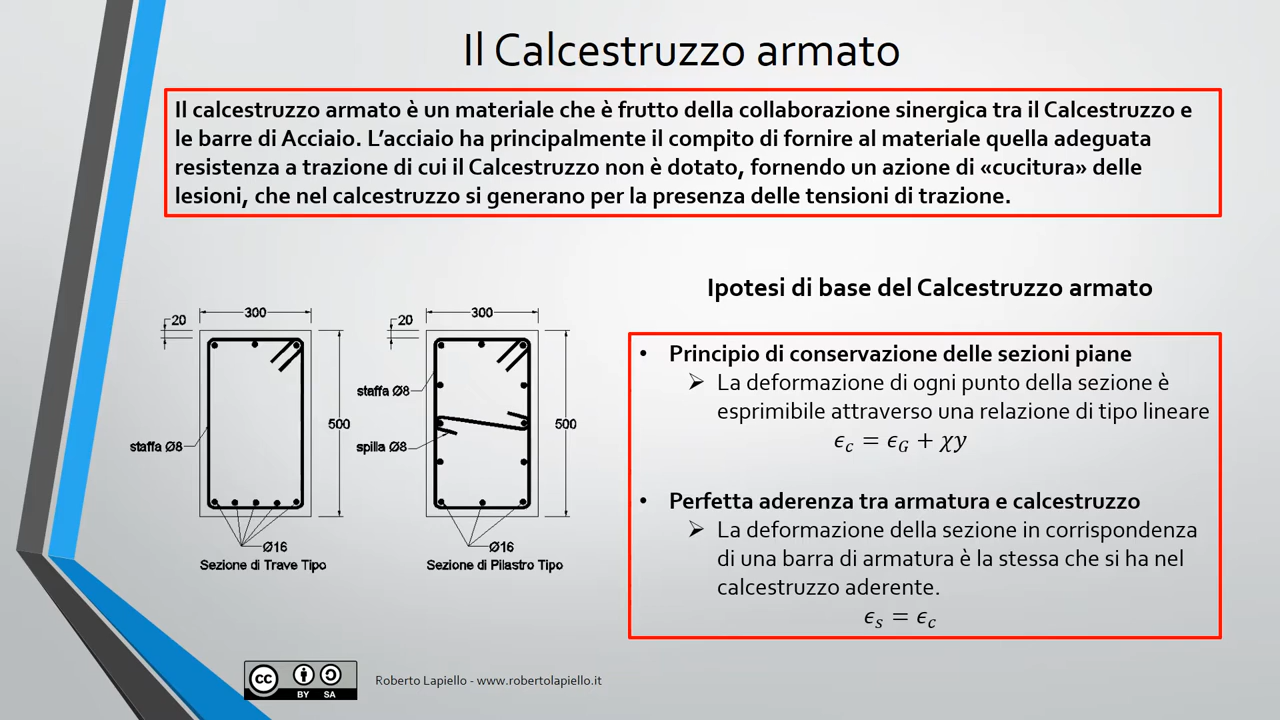 Il Calcestruzzo armato
Il calcestruzzo armato è un materiale che è frutto della collaborazione sinergica tra il Calcestruzzo e
le barre di Acciaio. L’acciaio ha principalmente il compito di fornire al materiale quella adeguata
resistenza a trazione di cui il Calcestruzzo non è dotato, fornendo un azione di «cucitura» delle
lesioni, che nel calcestruzzo si generano per la presenza delle tensioni di trazione.
20
300
500
staffa Ø8
Ø16
Sezione di Trave Tipo
20
300
500
staffa Ø8
spilla Ø8
Ø16
Sezione di Pilastro Tipo
Ipotesi di base del Calcestruzzo armato
• Principio di conservazione delle sezioni piane
➢ La deformazione di ogni punto della sezione è
esprimibile attraverso una relazione di tipo lineare
ϵ_c = ϵ_G + χy
• Perfetta aderenza tra armatura e calcestruzzo
➢ La deformazione della sezione in corrispondenza
di una barra di armatura è la stessa che si ha nel
calcestruzzo aderente.
ϵ_s = ϵ_c
cc
BY SA
Roberto Lapiello - www.robertolapiello.it